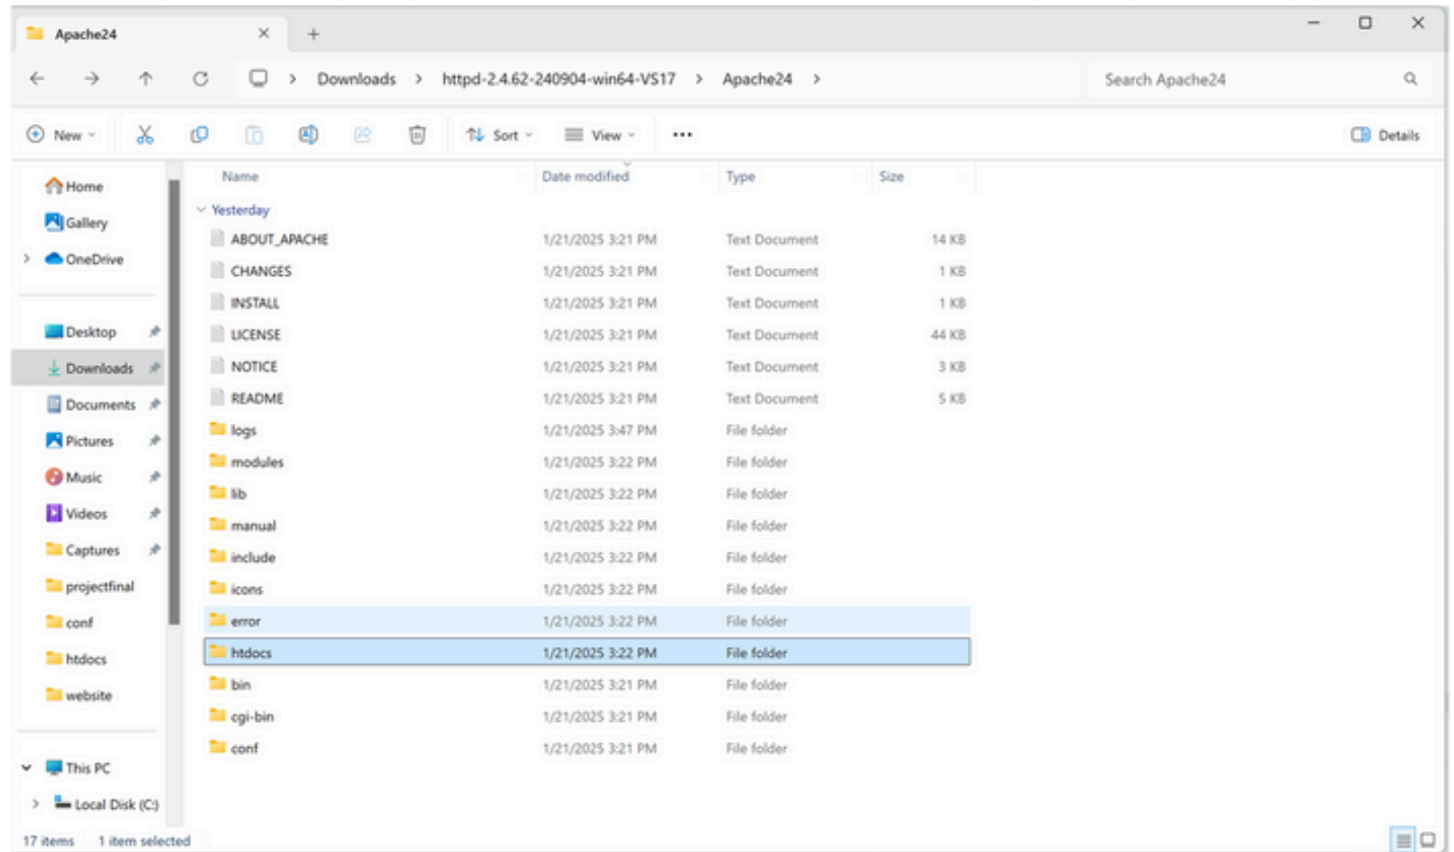 Apache24
Downloads > httpd-2.4.62-240904-win64-VS17 > Apache24 >
Search Apache24
New
Sort
View
Details
Home
Gallery
OneDrive
Desktop
Downloads
Documents
Pictures
Music
Videos
Captures
projectfinal
conf
htdocs
website
This PC
Local Disk (C:)
Name Date modified Type Size
Yesterday
ABOUT_APACHE 1/21/2025 3:21 PM Text Document 14 KB
CHANGES 1/21/2025 3:21 PM Text Document 1 KB
INSTALL 1/21/2025 3:21 PM Text Document 1 KB
LICENSE 1/21/2025 3:21 PM Text Document 44 KB
NOTICE 1/21/2025 3:21 PM Text Document 3 KB
README 1/21/2025 3:21 PM Text Document 5 KB
logs 1/21/2025 3:47 PM File folder
modules 1/21/2025 3:22 PM File folder
lib 1/21/2025 3:22 PM File folder
manual 1/21/2025 3:22 PM File folder
include 1/21/2025 3:22 PM File folder
icons 1/21/2025 3:22 PM File folder
error 1/21/2025 3:22 PM File folder
htdocs 1/21/2025 3:22 PM File folder
bin 1/21/2025 3:21 PM File folder
cgi-bin 1/21/2025 3:21 PM File folder
conf 1/21/2025 3:21 PM File folder
17 items 1 item selected